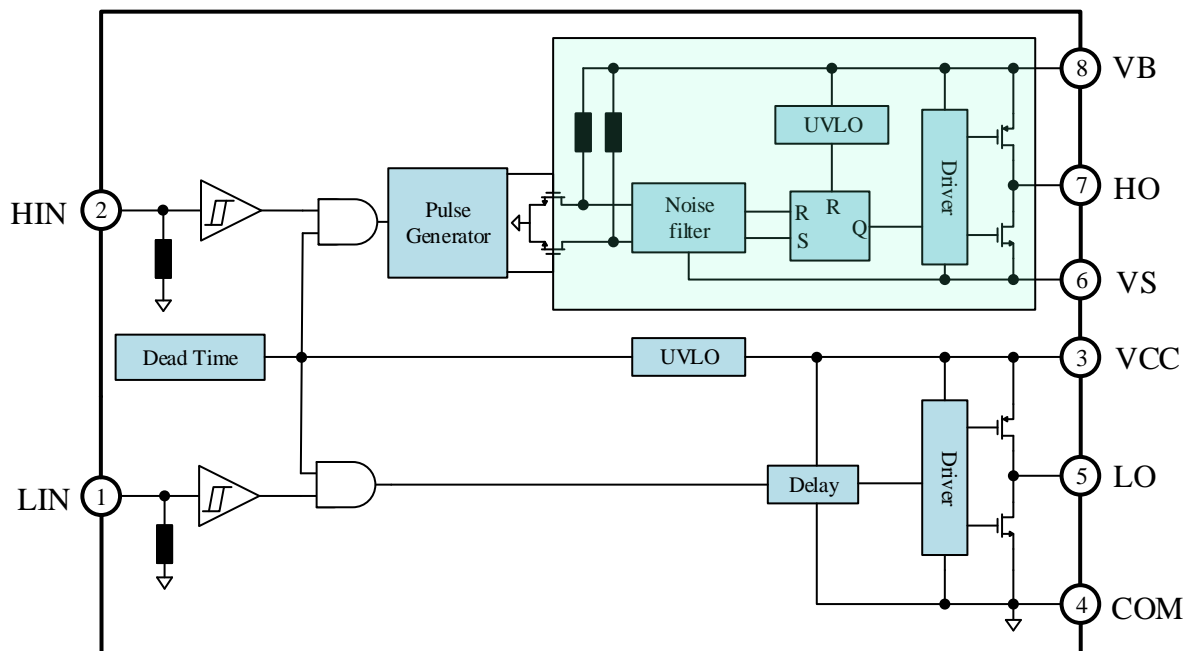 8 VB
UVLO
Driver
HIN 2
Pulse
Generator
Noise
filter
R R
S Q
7 HO
6 VS
Dead Time
UVLO
3 VCC
LIN 1
Delay
Driver
5 LO
4 COM